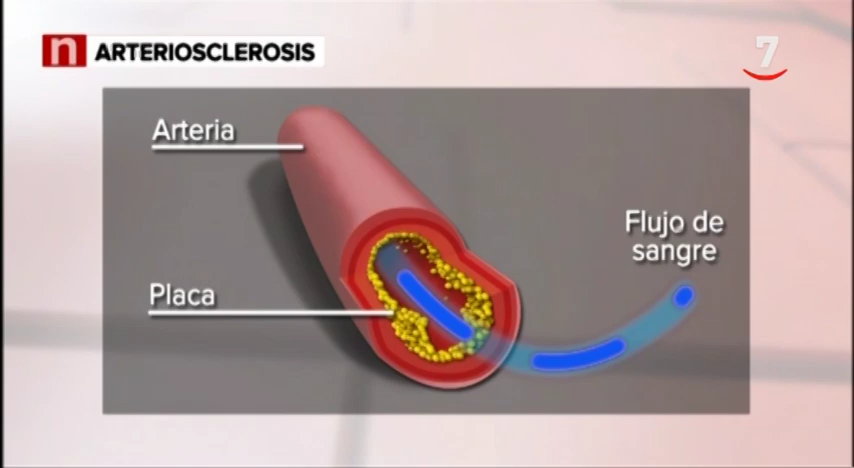 n ARTERIOSCLEROSIS
7
Arteria
Flujo de
sangre
Placa